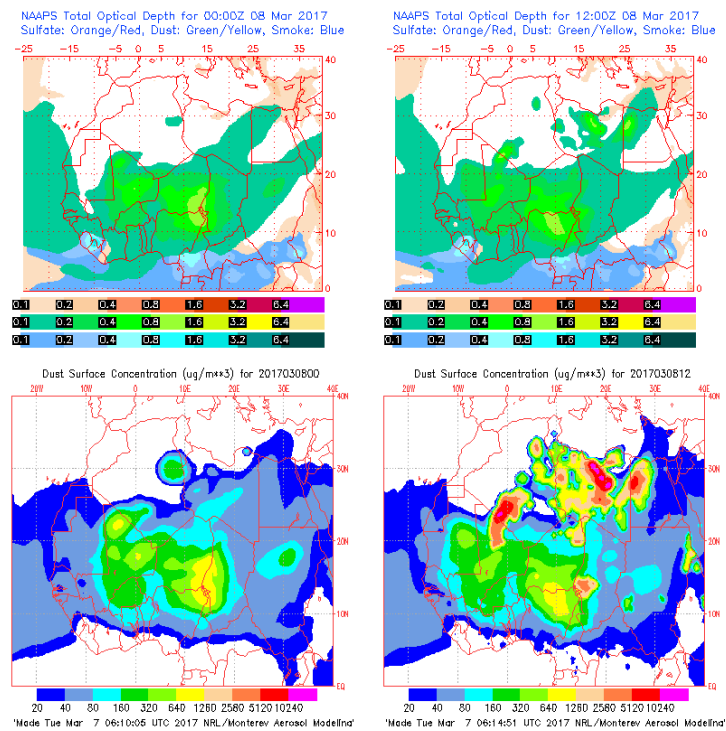 NAAPS Total Optical Depth for 00:00Z 08 Mar 2017
Sulfate: Orange/Red, Dust: Green/Yellow, Smoke: Blue
-25 -15 -5 0 5 15 25 40
30
20
10
0
0.1 0.2 0.4 0.8 1.6 3.2 6.4
0.1 0.2 0.4 0.8 1.6 3.2 6.4
0.1 0.2 0.4 0.8 1.6 3.2 6.4
NAAPS Total Optical Depth for 12:00Z 08 Mar 2017
Sulfate: Orange/Red, Dust: Green/Yellow, Smoke: Blue
-25 -15 -5 0 5 15 25 40
30
20
10
0
0.1 0.2 0.4 0.8 1.6 3.2 6.4
0.1 0.2 0.4 0.8 1.6 3.2 6.4
0.1 0.2 0.4 0.8 1.6 3.2 6.4
Dust Surface Concentration (ug/m**3) for 2017030800
20W 10W 0 10E 20E 30E 40E
40N
30N
20N
10N
EQ
20 40 80 160 320 640 1280 2560 5120 10240
'Made Tue Mar 7 06:10:05 UTC 2017 NRL/Monterey Aerosol Modeling'
Dust Surface Concentration (ug/m**3) for 2017030812
20W 10W 0 10E 20E 30E 40E
40N
30N
20N
10N
EQ
20 40 80 160 320 640 1280 2560 5120 10240
'Made Tue Mar 7 06:14:51 UTC 2017 NRL/Monterey Aerosol Modeling'